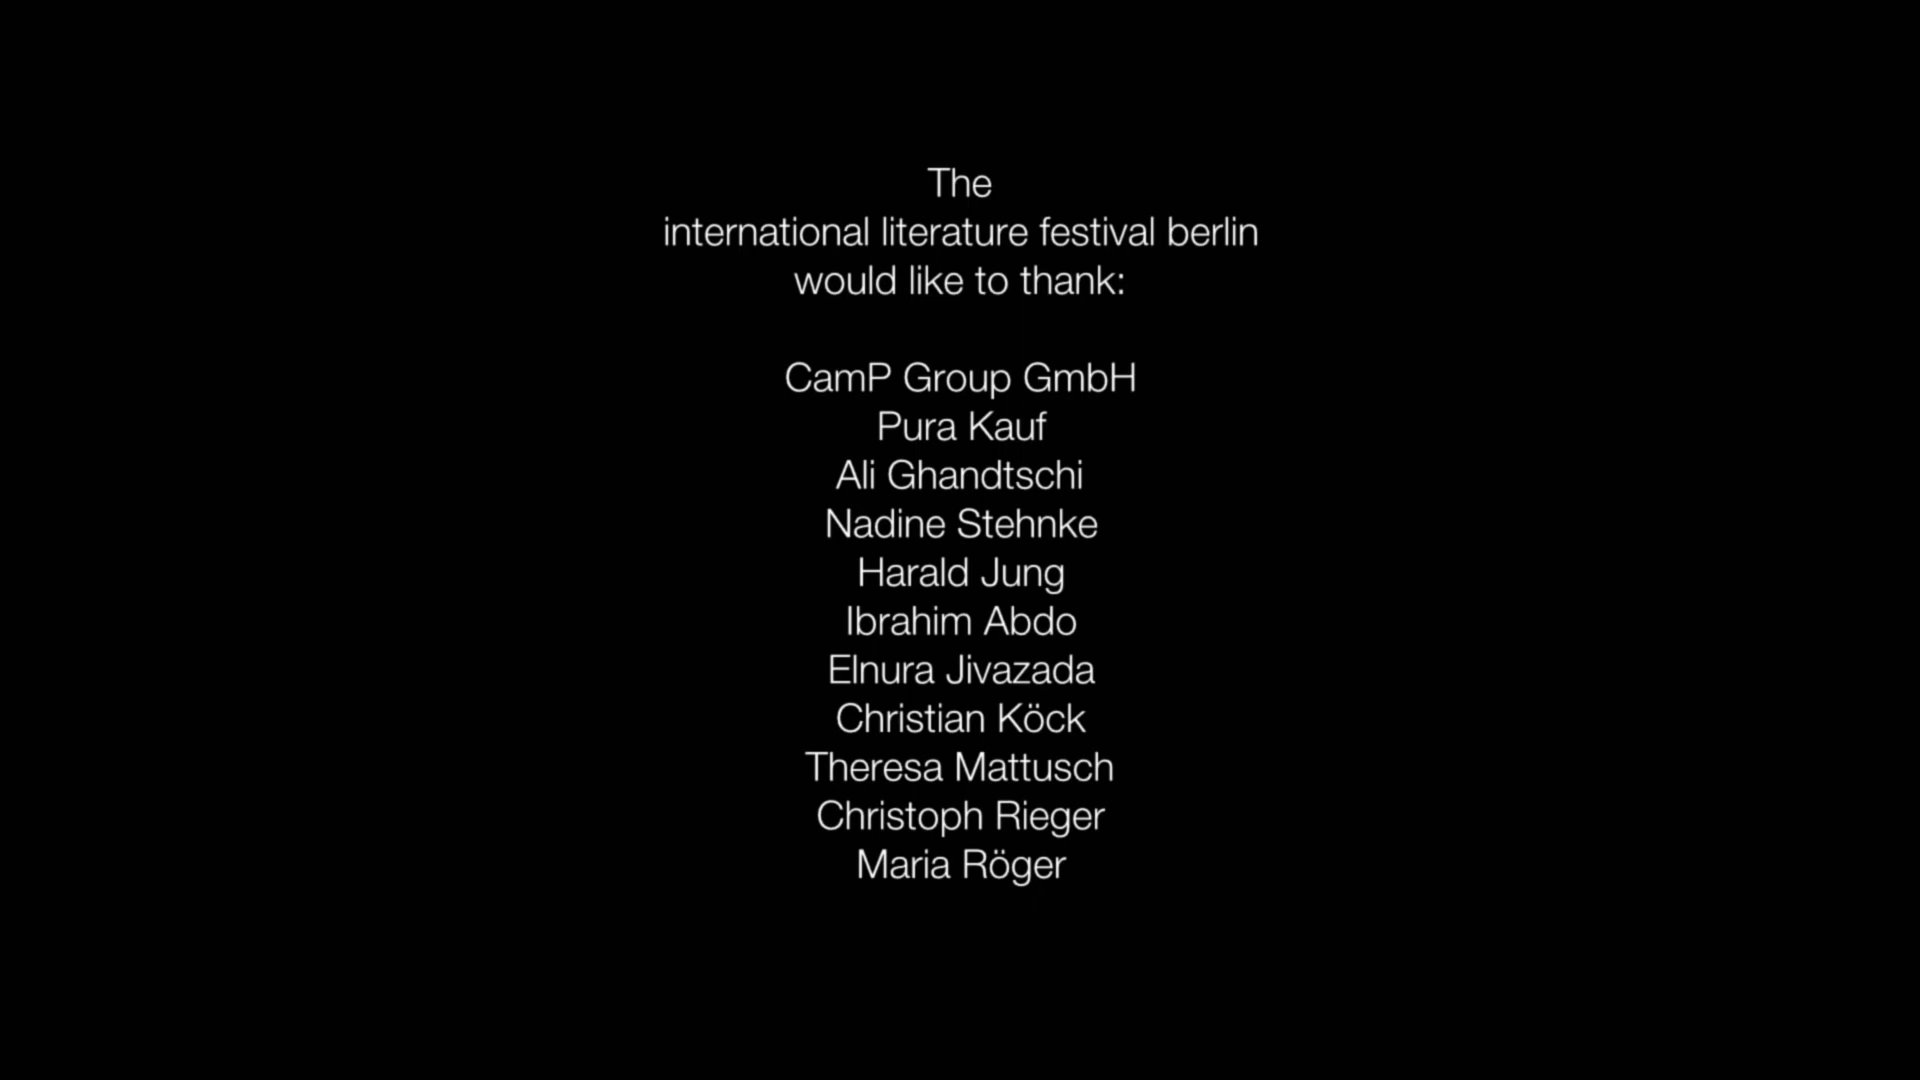 The
international literature festival berlin
would like to thank:
CamP Group GmbH
Pura Kauf
Ali Ghandtschi
Nadine Stehnke
Harald Jung
Ibrahim Abdo
Elnura Jivazada
Christian Köck
Theresa Mattusch
Christoph Rieger
Maria Röger